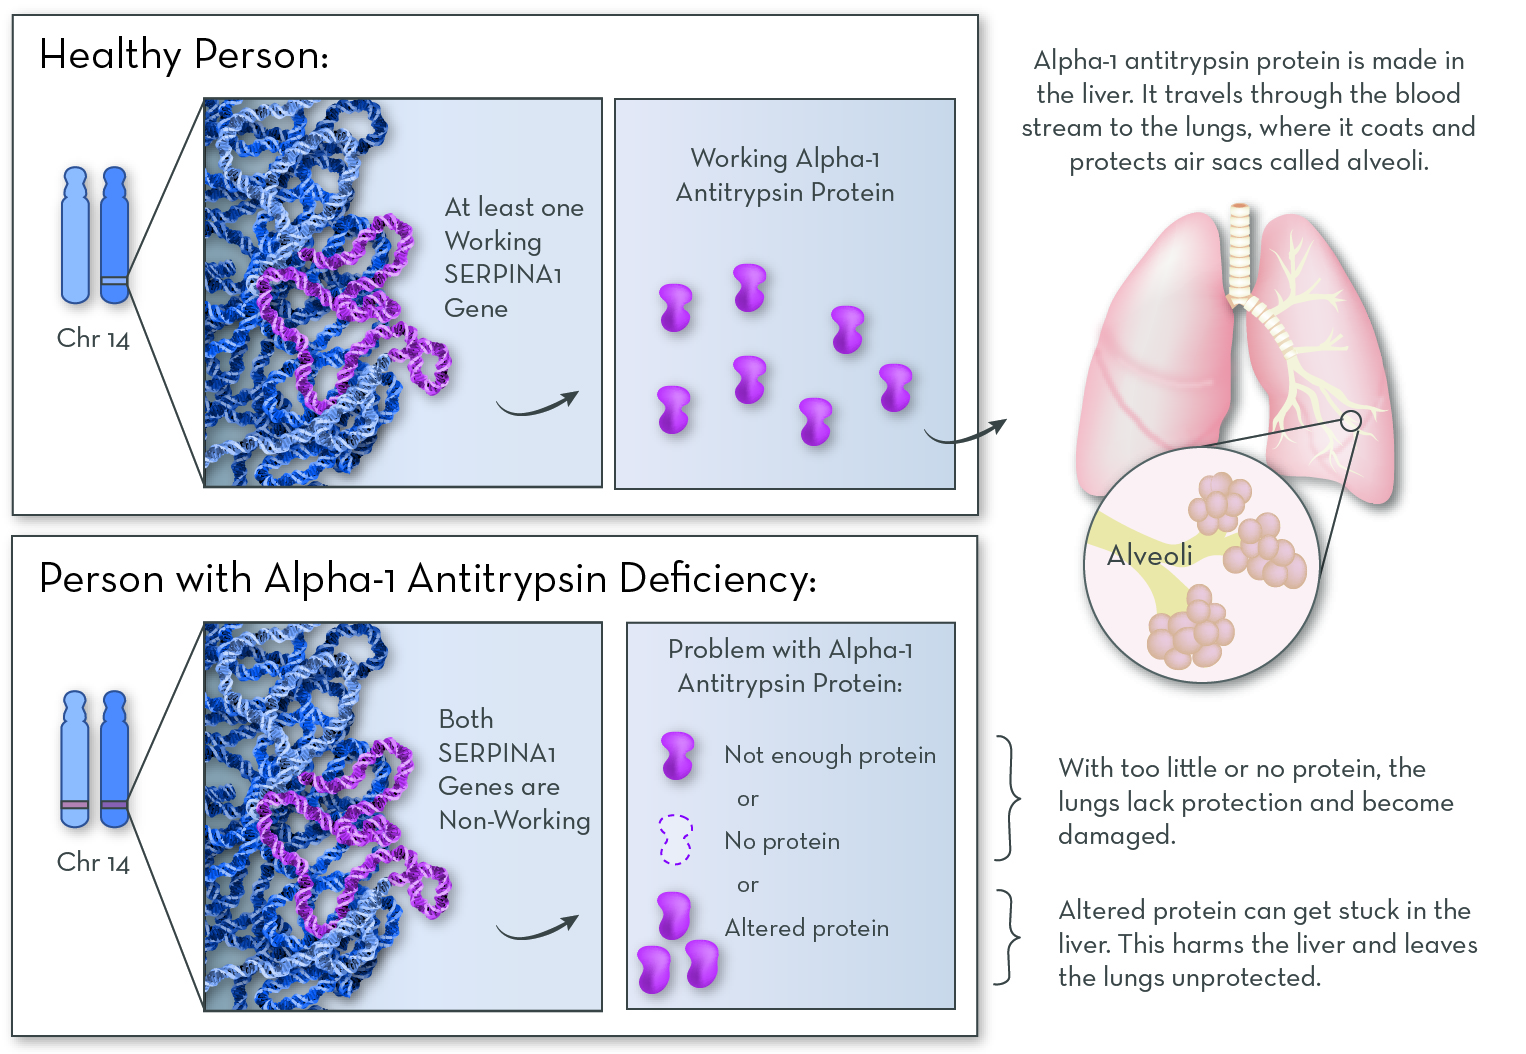 Healthy Person:
Chr 14
At least one
Working
SERPINA1
Gene
Working Alpha-1
Antitrypsin Protein
Alpha-1 antitrypsin protein is made in
the liver. It travels through the blood
stream to the lungs, where it coats and
protects air sacs called alveoli.
Alveoli
Person with Alpha-1 Antitrypsin Deficiency:
Chr 14
Both
SERPINA1
Genes are
Non-Working
Problem with Alpha-1
Antitrypsin Protein:
Not enough protein
or
No protein
or
Altered protein
With too little or no protein, the
lungs lack protection and become
damaged.
Altered protein can get stuck in the
liver. This harms the liver and leaves
the lungs unprotected.